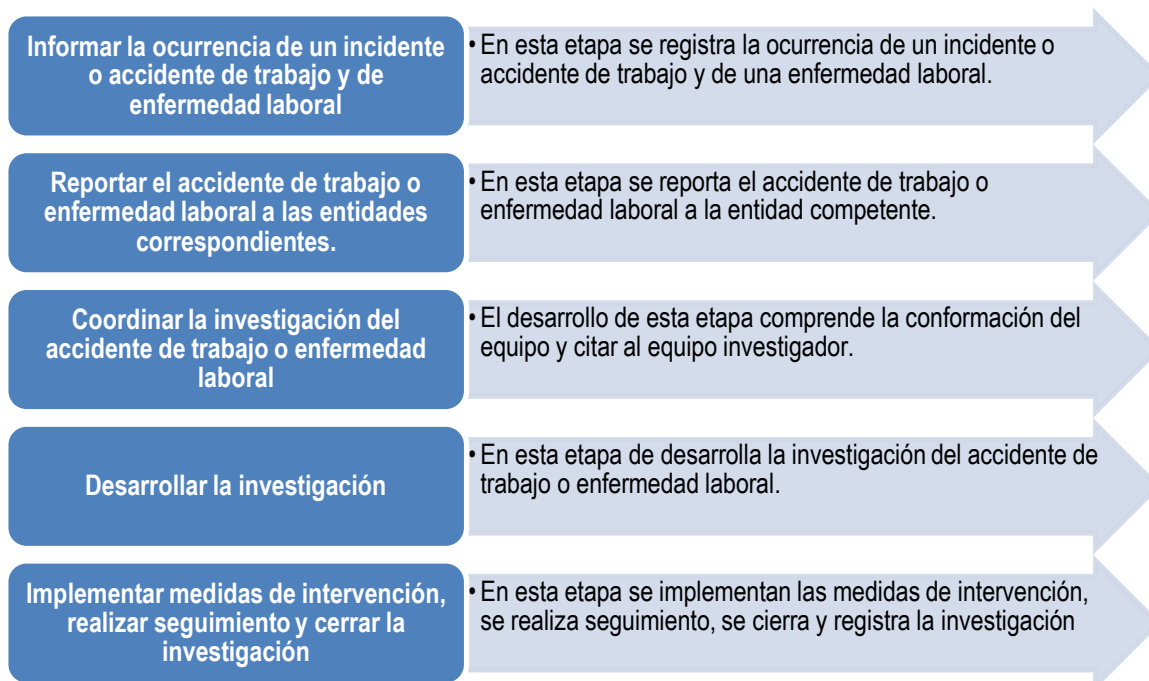 Informar la ocurrencia de un incidente
o accidente de trabajo y de
enfermedad laboral
• En esta etapa se registra la ocurrencia de un incidente o
accidente de trabajo y de una enfermedad laboral.
Reportar el accidente de trabajo o
enfermedad laboral a las entidades
correspondientes.
• En esta etapa se reporta el accidente de trabajo o
enfermedad laboral a la entidad competente.
Coordinar la investigación del
accidente de trabajo o enfermedad
laboral
• El desarrollo de esta etapa comprende la conformación del
equipo y citar al equipo investigador.
Desarrollar la investigación
• En esta etapa de desarrolla la investigación del accidente de
trabajo o enfermedad laboral.
Implementar medidas de intervención,
realizar seguimiento y cerrar la
investigación
• En esta etapa se implementan las medidas de intervención,
se realiza seguimiento, se cierra y registra la investigación